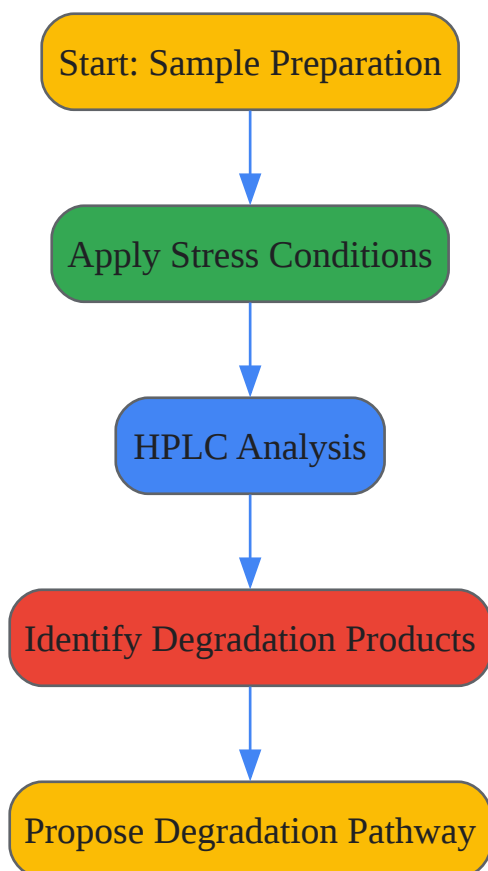 Start: Sample Preparation
Apply Stress Conditions
HPLC Analysis
Identify Degradation Products
Propose Degradation Pathway